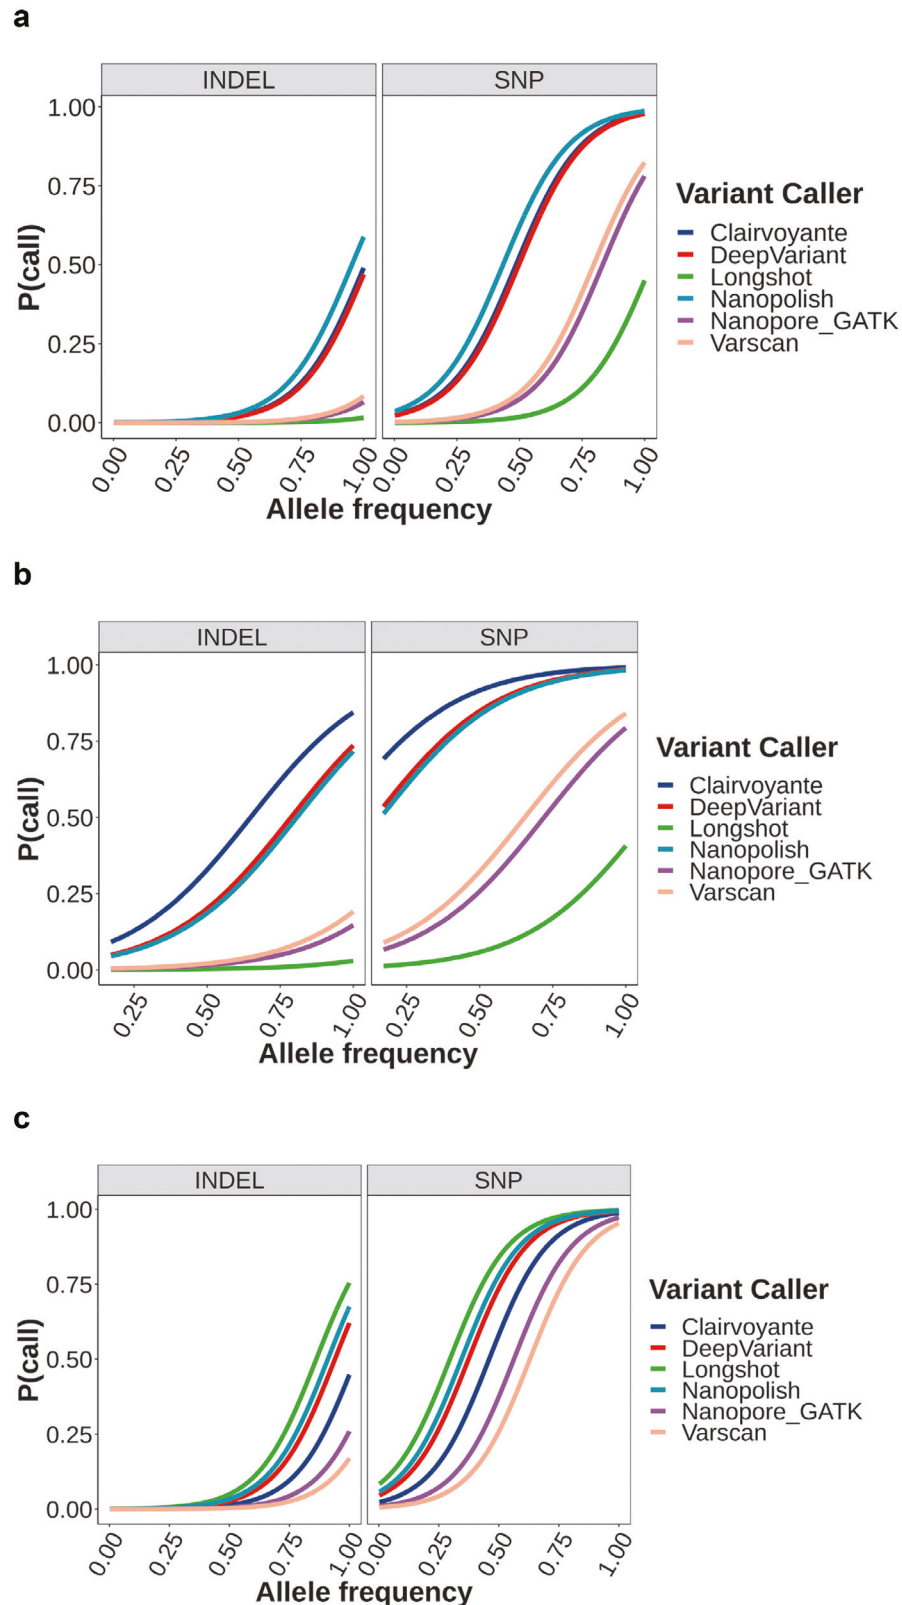 a
INDEL SNP
1.00
0.75
0.50
0.25
0.00
P(call)
0.00 0.25 0.50 0.75 1.00 0.00 0.25 0.50 0.75 1.00
Allele frequency
Variant Caller
Clairvoyante
DeepVariant
Longshot
Nanopolish
Nanopore_GATK
Varscan
b
INDEL SNP
1.00
0.75
0.50
0.25
0.00
P(call)
0.25 0.50 0.75 1.00 0.25 0.50 0.75 1.00
Allele frequency
Variant Caller
Clairvoyante
DeepVariant
Longshot
Nanopolish
Nanopore_GATK
Varscan
c
INDEL SNP
1.00
0.75
0.50
0.25
0.00
P(call)
0.00 0.25 0.50 0.75 1.00 0.00 0.25 0.50 0.75 1.00
Allele frequency
Variant Caller
Clairvoyante
DeepVariant
Longshot
Nanopolish
Nanopore_GATK
Varscan